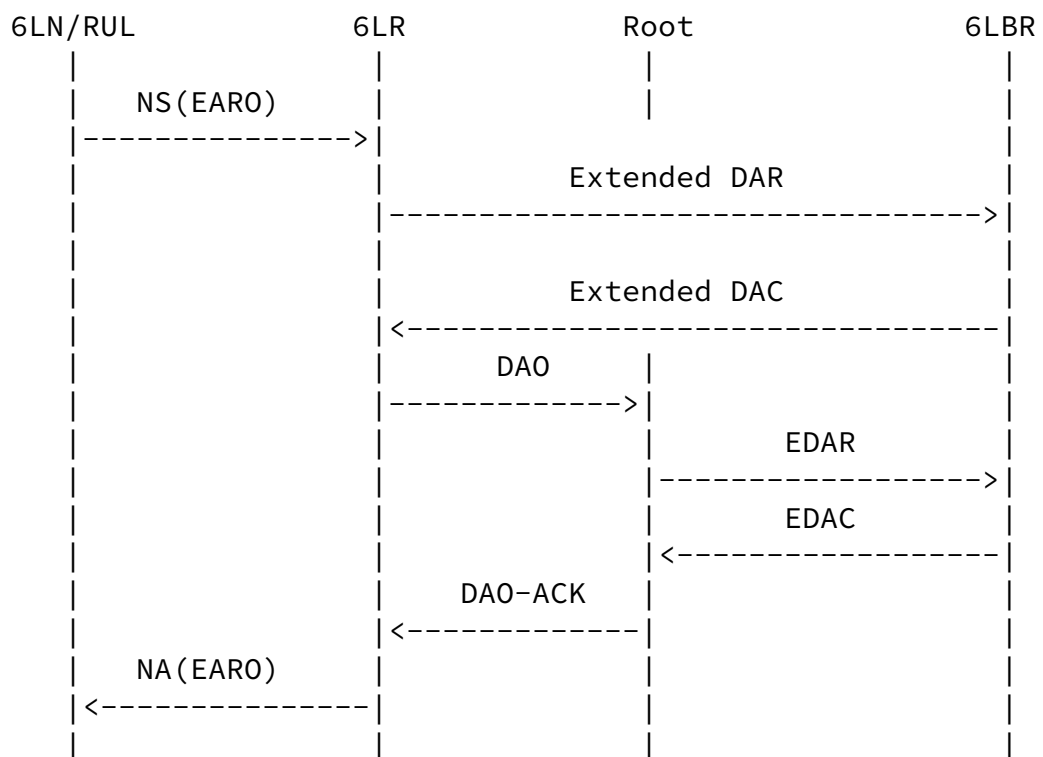 6LN/RUL 6LR Root 6LBR
NS(EARO)
Extended DAR
Extended DAC
DAO
EDAR
EDAC
DAO-ACK
NA(EARO)